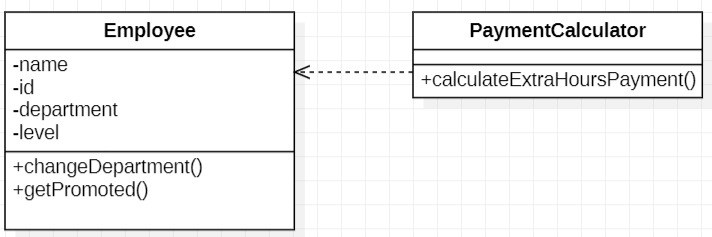 Employee
-name
-id
-department
-level
+changeDepartment()
+getPromoted()
PaymentCalculator
+calculateExtraHoursPayment()